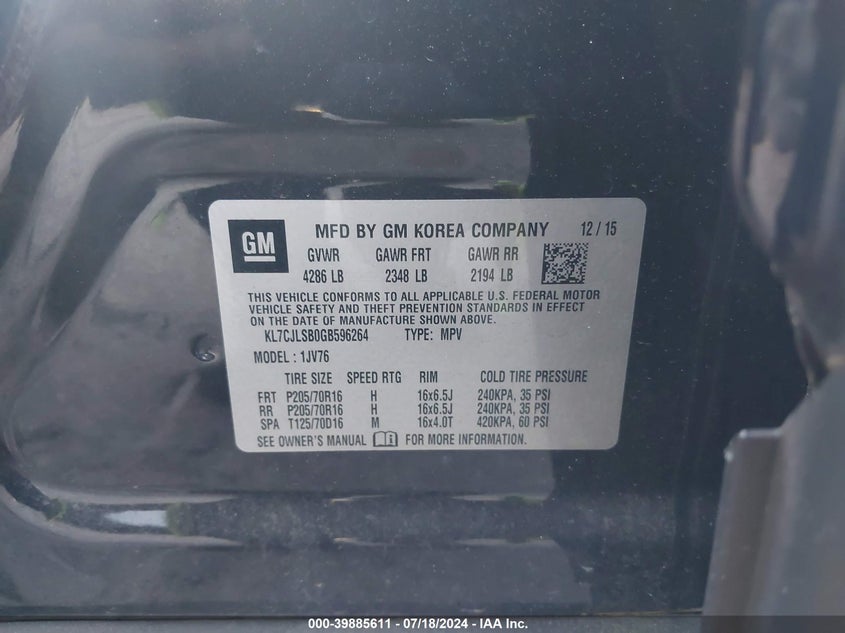 GM
MFD BY GM KOREA COMPANY 12 / 15
GVWR GAWR FRT GAWR RR
4286 LB 2348 LB 2194 LB
THIS VEHICLE CONFORMS TO ALL APPLICABLE U.S. FEDERAL MOTOR
VEHICLE SAFETY AND THEFT PREVENTION STANDARDS IN EFFECT
ON THE DATE OF MANUFACTURE SHOWN ABOVE.
KL7CJLSB0GB596264 TYPE: MPV
MODEL : 1JV76
TIRE SIZE SPEED RTG RIM COLD TIRE PRESSURE
FRT P205/70R16 H 16x6.5J 240KPA, 35 PSI
RR P205/70R16 H 16x6.5J 240KPA, 35 PSI
SPA T125/70D16 M 16x4.0T 420KPA, 60 PSI
SEE OWNER'S MANUAL FOR MORE INFORMATION.
000-39885611 - 07/18/2024 - IAA Inc.